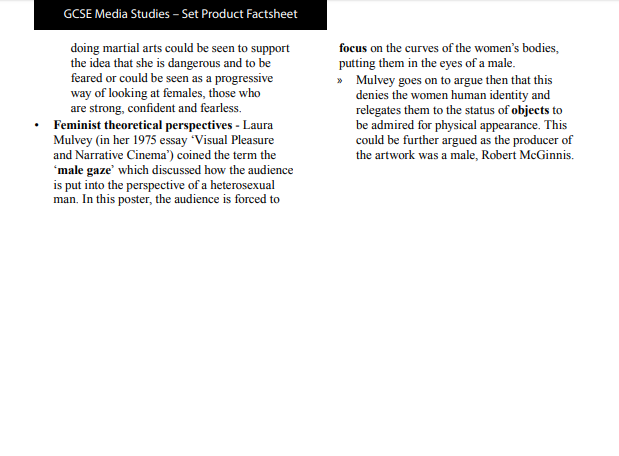 GCSE Media Studies – Set Product Factsheet
doing martial arts could be seen to support
the idea that she is dangerous and to be
feared or could be seen as a progressive
way of looking at females, those who
are strong, confident and fearless.
• Feminist theoretical perspectives - Laura
Mulvey (in her 1975 essay ‘Visual Pleasure
and Narrative Cinema’) coined the term the
‘male gaze’ which discussed how the audience
is put into the perspective of a heterosexual
man. In this poster, the audience is forced to
focus on the curves of the women’s bodies,
putting them in the eyes of a male.
» Mulvey goes on to argue then that this
denies the women human identity and
relegates them to the status of objects to
be admired for physical appearance. This
could be further argued as the producer of
the artwork was a male, Robert McGinnis.